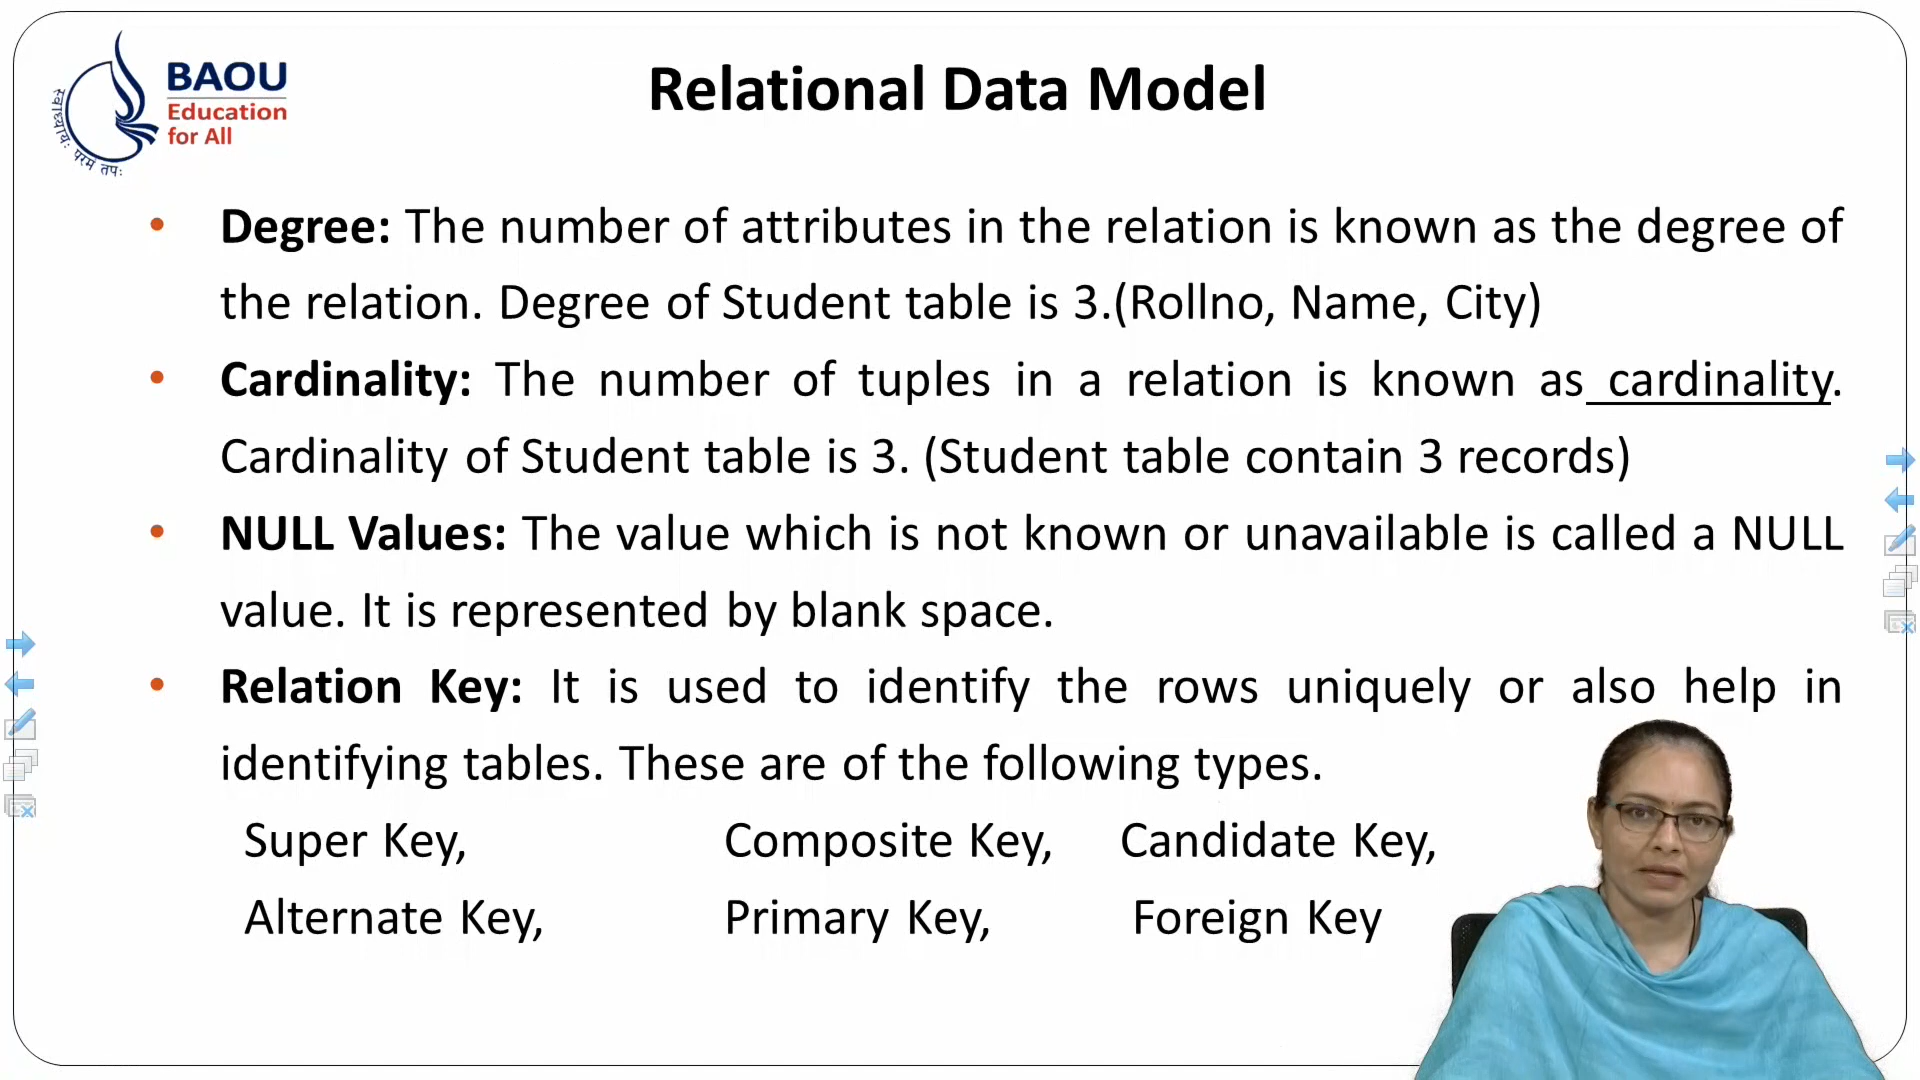 BAOU
Education
for All
स्वाध्यायः परमं तपः
Relational Data Model
• Degree: The number of attributes in the relation is known as the degree of
the relation. Degree of Student table is 3.(Rollno, Name, City)
• Cardinality: The number of tuples in a relation is known as cardinality.
Cardinality of Student table is 3. (Student table contain 3 records)
• NULL Values: The value which is not known or unavailable is called a NULL
value. It is represented by blank space.
• Relation Key: It is used to identify the rows uniquely or also help in
identifying tables. These are of the following types.
Super Key, Composite Key, Candidate Key,
Alternate Key, Primary Key, Foreign Key